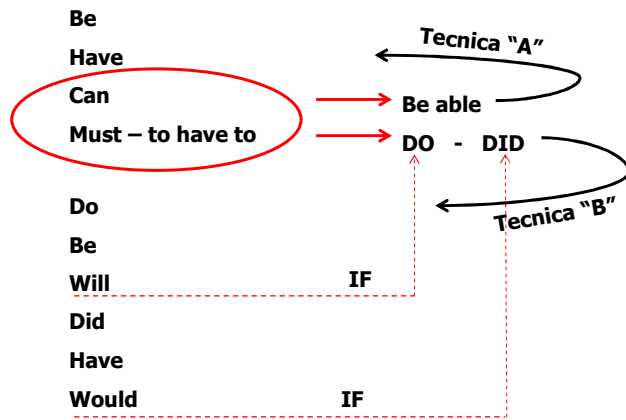 Be
Have
Tecnica “A”
Can
Be able
Must – to have to
DO - DID
Do
Tecnica “B”
Be
Will IF
Did
Have
Would IF